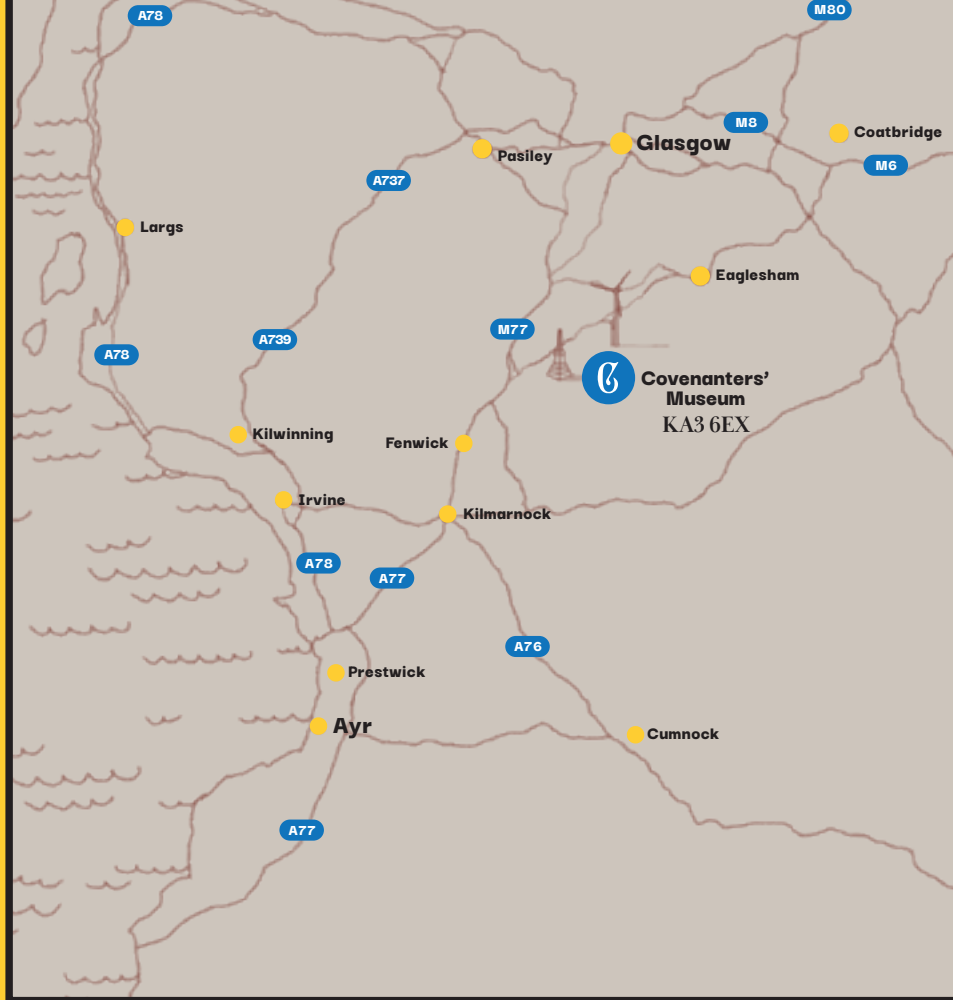 A78
M80
M8
Coatbridge
Glasgow
Pasiley
M6
A737
Largs
Eaglesham
M77
A739
A78
Covenanters’
Museum
KA3 6EX
Kilwinning
Fenwick
Irvine
Kilmarnock
A78
A77
A76
Prestwick
Ayr
Cumnock
A77